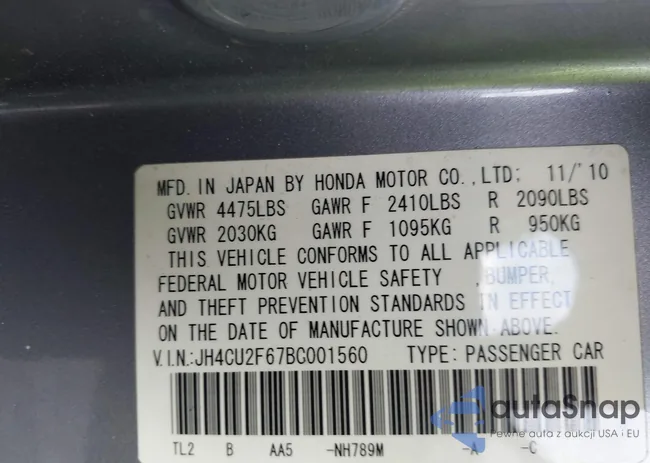 MFD. IN JAPAN BY HONDA MOTOR CO., LTD: 11/'10
GVWR 4475LBS GAWR F 2410LBS R 2090LBS
GVWR 2030KG GAWR F 1095KG R 950KG
THIS VEHICLE CONFORMS TO ALL APPLICABLE
FEDERAL MOTOR VEHICLE SAFETY ,BUMPER,
AND THEFT PREVENTION STANDARDS IN EFFECT
ON THE DATE OF MANUFACTURE SHOWN ABOVE.
V.I.N.:JH4CU2F67BC001560 TYPE: PASSENGER CAR
TL2 B AA5 -NH789M -A -C
autoSnap
Pewne auta z aukcji USA i EU